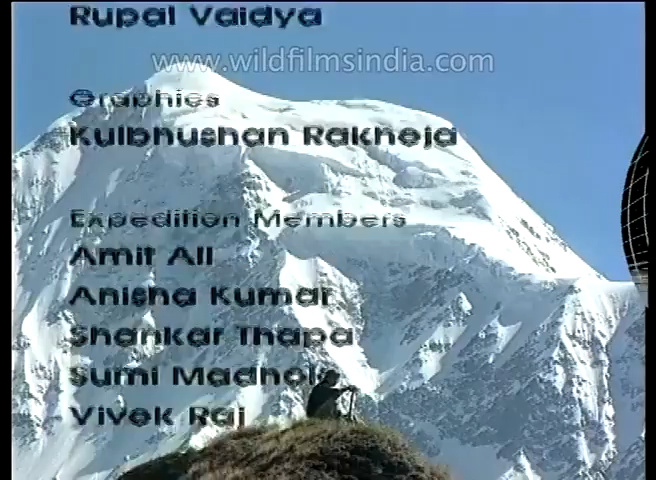 Rupal Vaidya
www.wildfilmsindia.com
Graphics
Kulbhushan Rakheja
Expedition Members
Amit Ali
Anisha Kumar
Shankar Thapa
Sumi Madhok
Vivek Raj